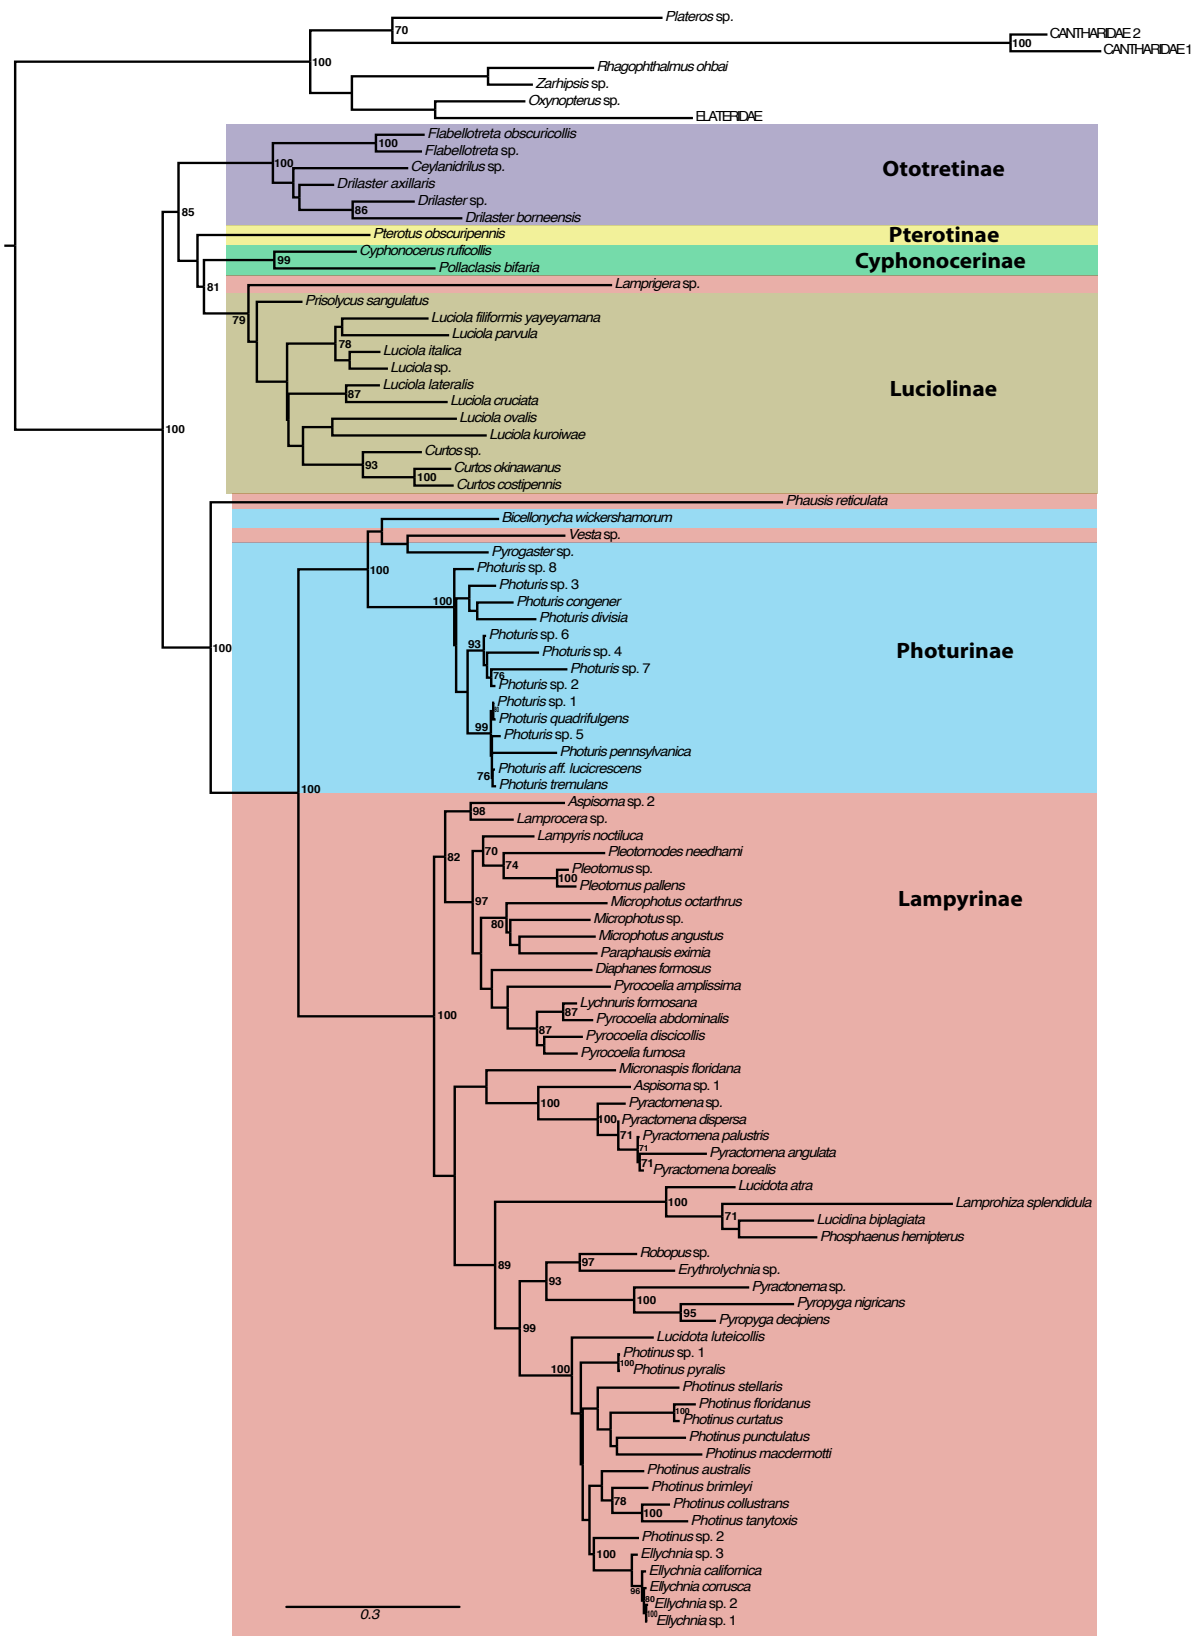 Plateros sp.
70
CANTHARIDAE 2
100
CANTHARIDAE 1
100
Rhagophthalmus ohbai
Zarhipsis sp.
Oxynopterus sp.
ELATERIDAE
Flabellotreta obscuricollis
100
Flabellotreta sp.
100
Ceylanidrilus sp.
Ototretinae
Drilaster axillaris
Drilaster sp.
86
85
Drilaster borneensis
Pterotus obscuripennis
Pterotinae
Cyphonocerus ruficollis
99
Cyphonocerinae
Pollaclasis bifaria
81
Lamprigera sp.
Prisolycus sangulatus
79
Luciola filiformis yayeyamana
Luciola parvula
78
Luciola italica
Luciola sp.
Luciola lateralis
Luciolinae
87
Luciola cruciata
Luciola ovalis
100
Luciola kuroiwae
Curtos sp.
93
Curtos okinawanus
100
Curtos costipennis
Phausis reticulata
Bicellonycha wickershamorum
Vesta sp.
Pyrogaster sp.
100
Photuris sp. 8
Photuris sp. 3
100
Photuris congener
Photuris divisia
Photuris sp. 6
93
100
Photuris sp. 4
Photurinae
Photuris sp. 7
76
Photuris sp. 2
Photuris sp. 1
Photuris quadrifulgens
99
Photuris sp. 5
Photuris pennsylvanica
Photuris aff. lucicrescens
76
Photuris tremulans
100
Aspisoma sp. 2
98
Lamprocera sp.
Lampyris noctiluca
82
70
Pleotomodes needhami
74
Pleotomus sp.
100
Pleotomus pallens
97
Microphotus octarthrus
Lampyrinae
80
Microphotus sp.
Microphotus angustus
Paraphausis eximia
Diaphanes formosus
Pyrocoelia amplissima
Lychnuris formosana
87
100
Pyrocoelia abdominalis
87
Pyrocoelia discicollis
Pyrocoelia fumosa
Micronaspis floridana
Aspisoma sp. 1
100
Pyractomena sp.
100
Pyractomena dispersa
71
Pyractomena palustris
71
Pyractomena angulata
71
Pyractomena borealis
Lucidota atra
100
Lamprohiza splendidula
71
Lucidina biplagiata
Phosphaenus hemipterus
Robopus sp.
97
89
Erythrolychnia sp.
93
Pyractonema sp.
100
Pyropyga nigricans
95
Pyropyga decipiens
99
Lucidota luteicollis
Photinus sp. 1
100
100
Photinus pyralis
Photinus stellaris
Photinus floridanus
100
Photinus curtatus
Photinus punctulatus
Photinus macdermotti
Photinus australis
Photinus brimleyi
78
Photinus collustrans
100
Photinus tanytoxis
Photinus sp. 2
100
Ellychnia sp. 3
Ellychnia californica
Ellychnia corrusca
96
80
Ellychnia sp. 2
100
Ellychnia sp. 1
0.3